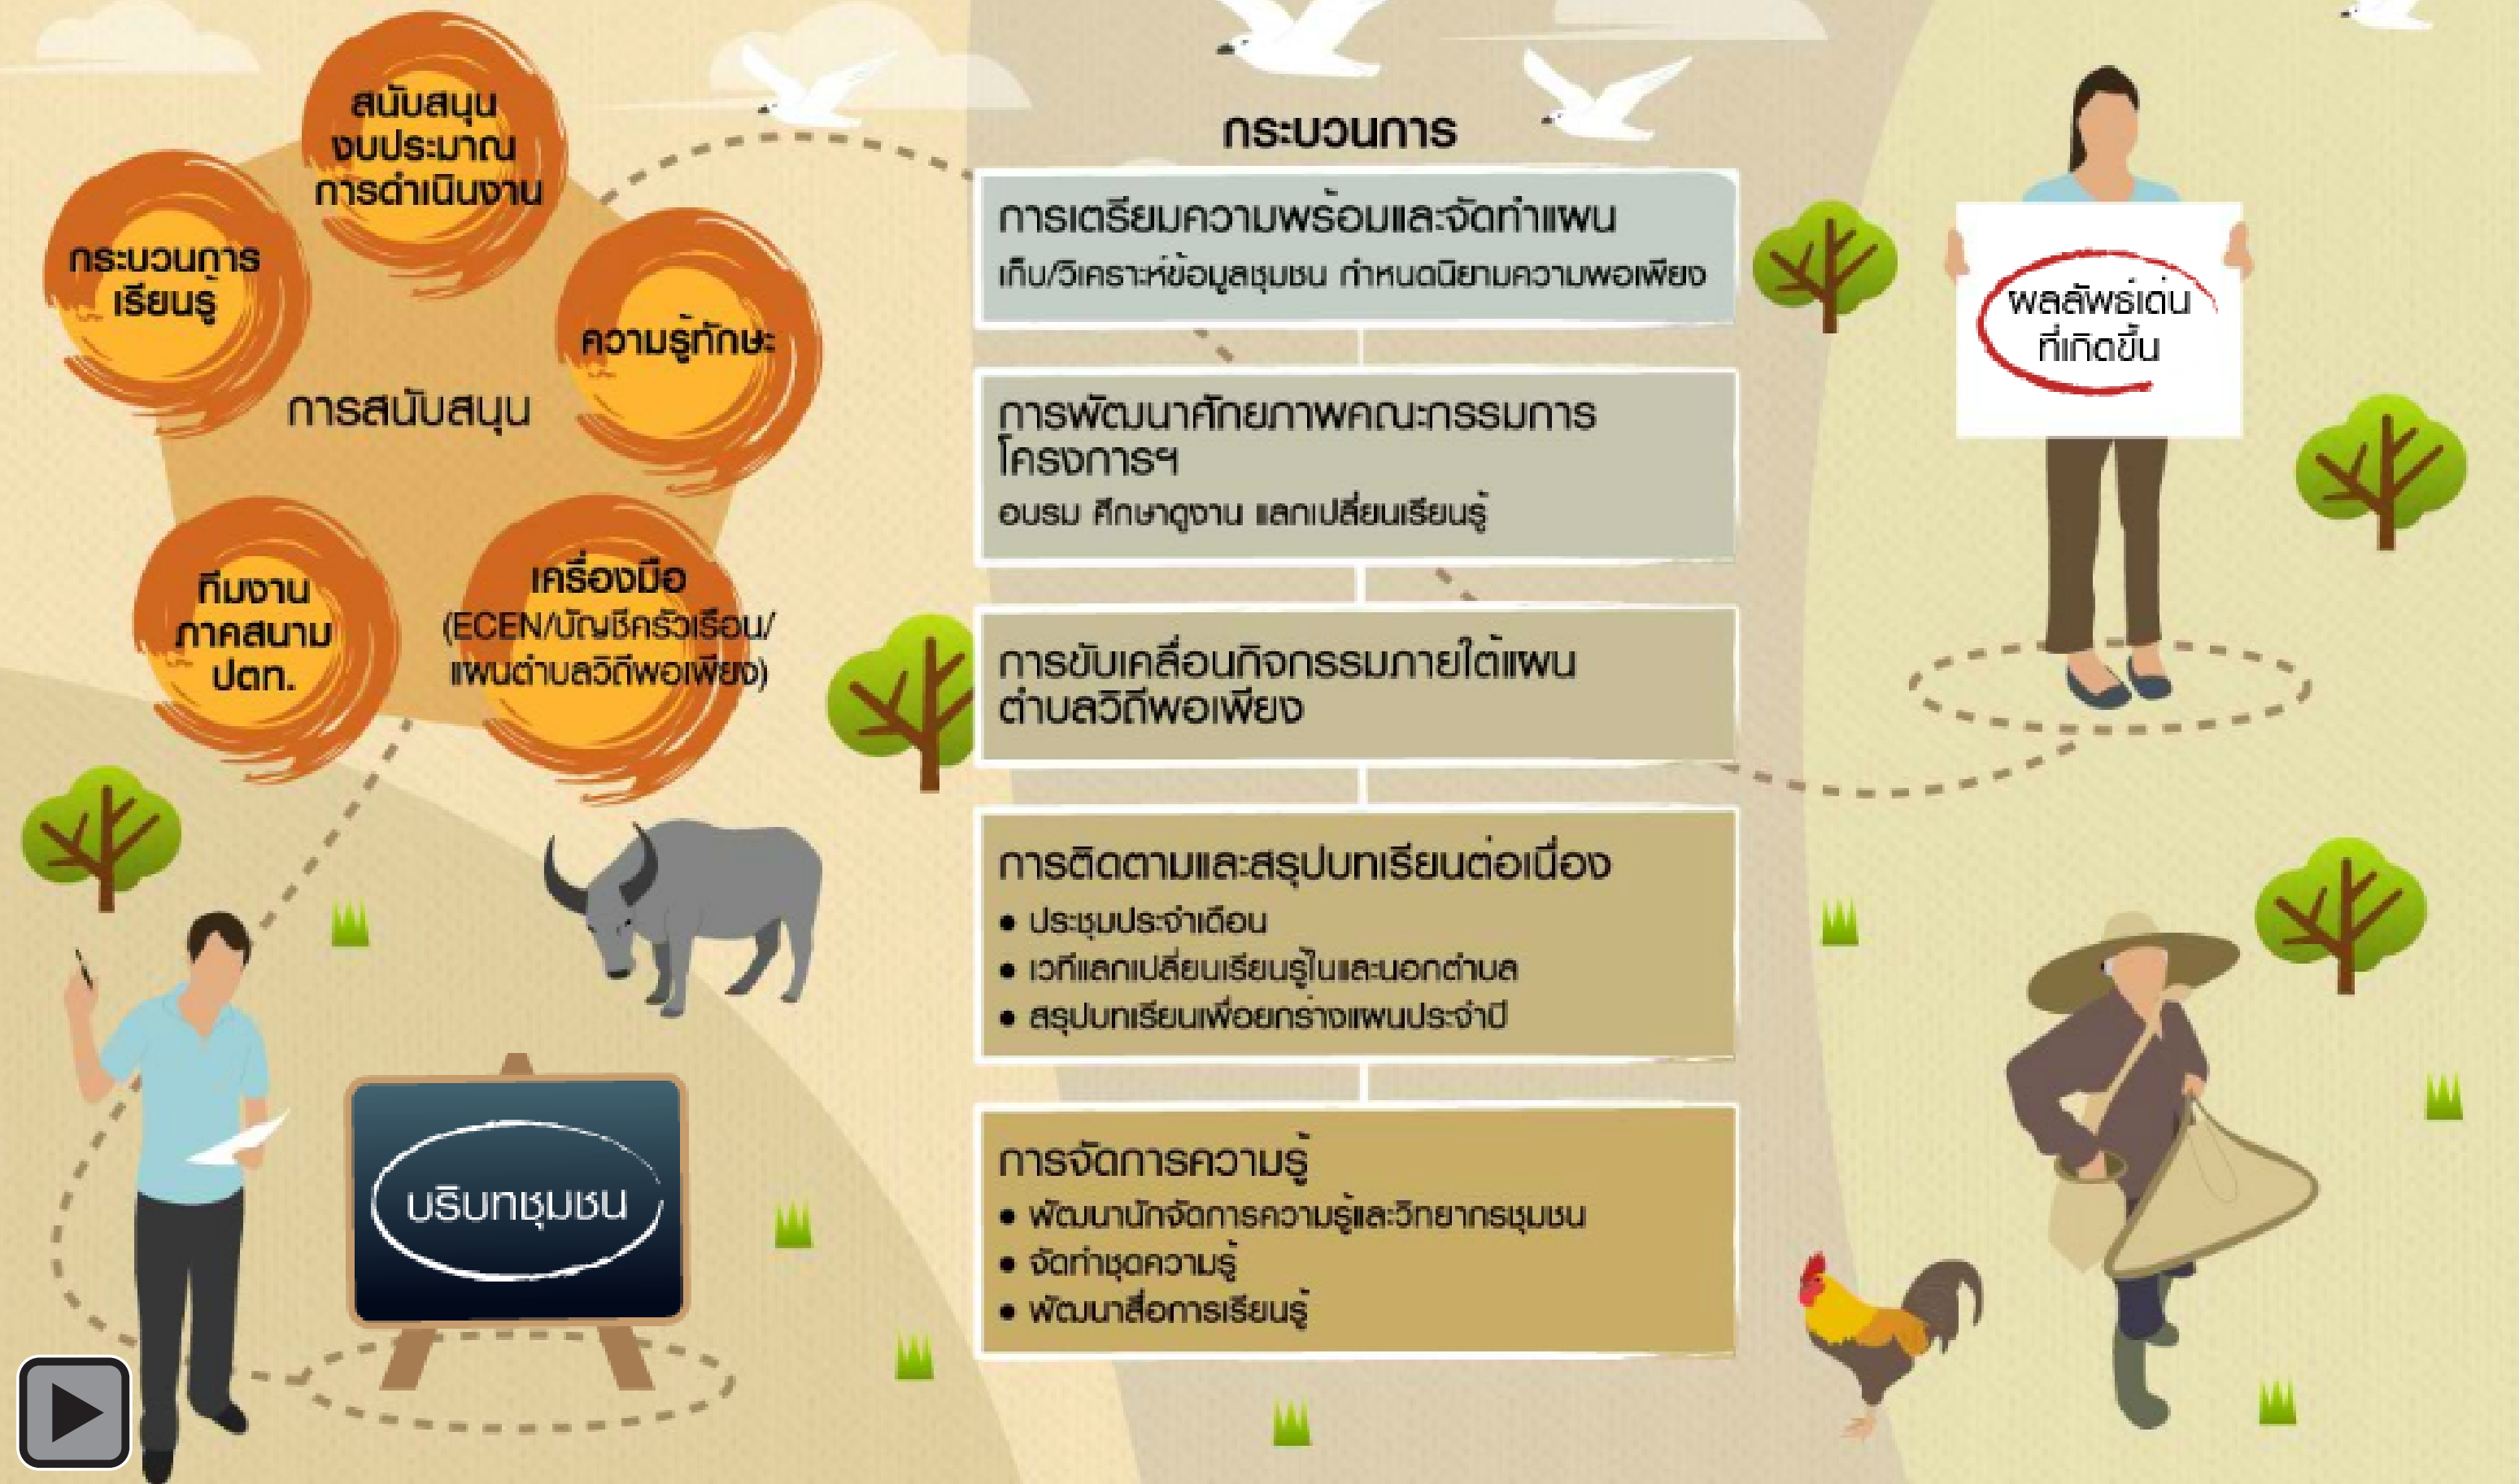 สนับสนุน
งบประมาณ
การดำเนินงาน
กระบวนการ
เรียนรู้
ความรู้ทักษะ
การสนับสนุน
ทีมงาน
ภาคสนาม
ปตท.
เครื่องมือ
(ECEN/บัญชีครัวเรือน/
แผนตำบลวิถีพอเพียง)
บริบทชุมชน
กระบวนการ
การเตรียมความพร้อมและจัดทำแผน
เก็บ/วิเคราะห์ข้อมูลชุมชน กำหนดนิยามความพอเพียง
การพัฒนาศักยภาพคณะกรรมการ
โครงการฯ
อบรม ศึกษาดูงาน แลกเปลี่ยนเรียนรู้
การขับเคลื่อนกิจกรรมภายใต้แผน
ตำบลวิถีพอเพียง
การติดตามและสรุปบทเรียนต่อเนื่อง
• ประชุมประจำเดือน
• เวทีแลกเปลี่ยนเรียนรู้ในและนอกตำบล
• สรุปบทเรียนเพื่อยกร่างแผนประจำปี
การจัดการความรู้
• พัฒนานักจัดการความรู้และวิทยากรชุมชน
• จัดทำชุดความรู้
• พัฒนาสื่อการเรียนรู้
ผลลัพธ์เด่น
ที่เกิดขึ้น